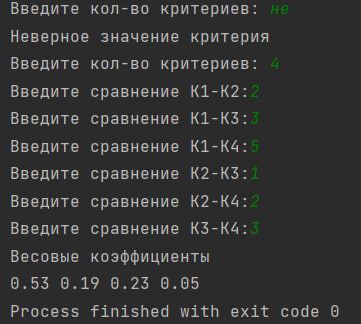 Введите кол-во критериев: не
Неверное значение критерия
Введите кол-во критериев: 4
Введите сравнение К1-К2:2
Введите сравнение К1-К3:3
Введите сравнение К1-К4:5
Введите сравнение К2-К3:1
Введите сравнение К2-К4:2
Введите сравнение К3-К4:3
Весовые коэффициенты
0.53 0.19 0.23 0.05
Process finished with exit code 0